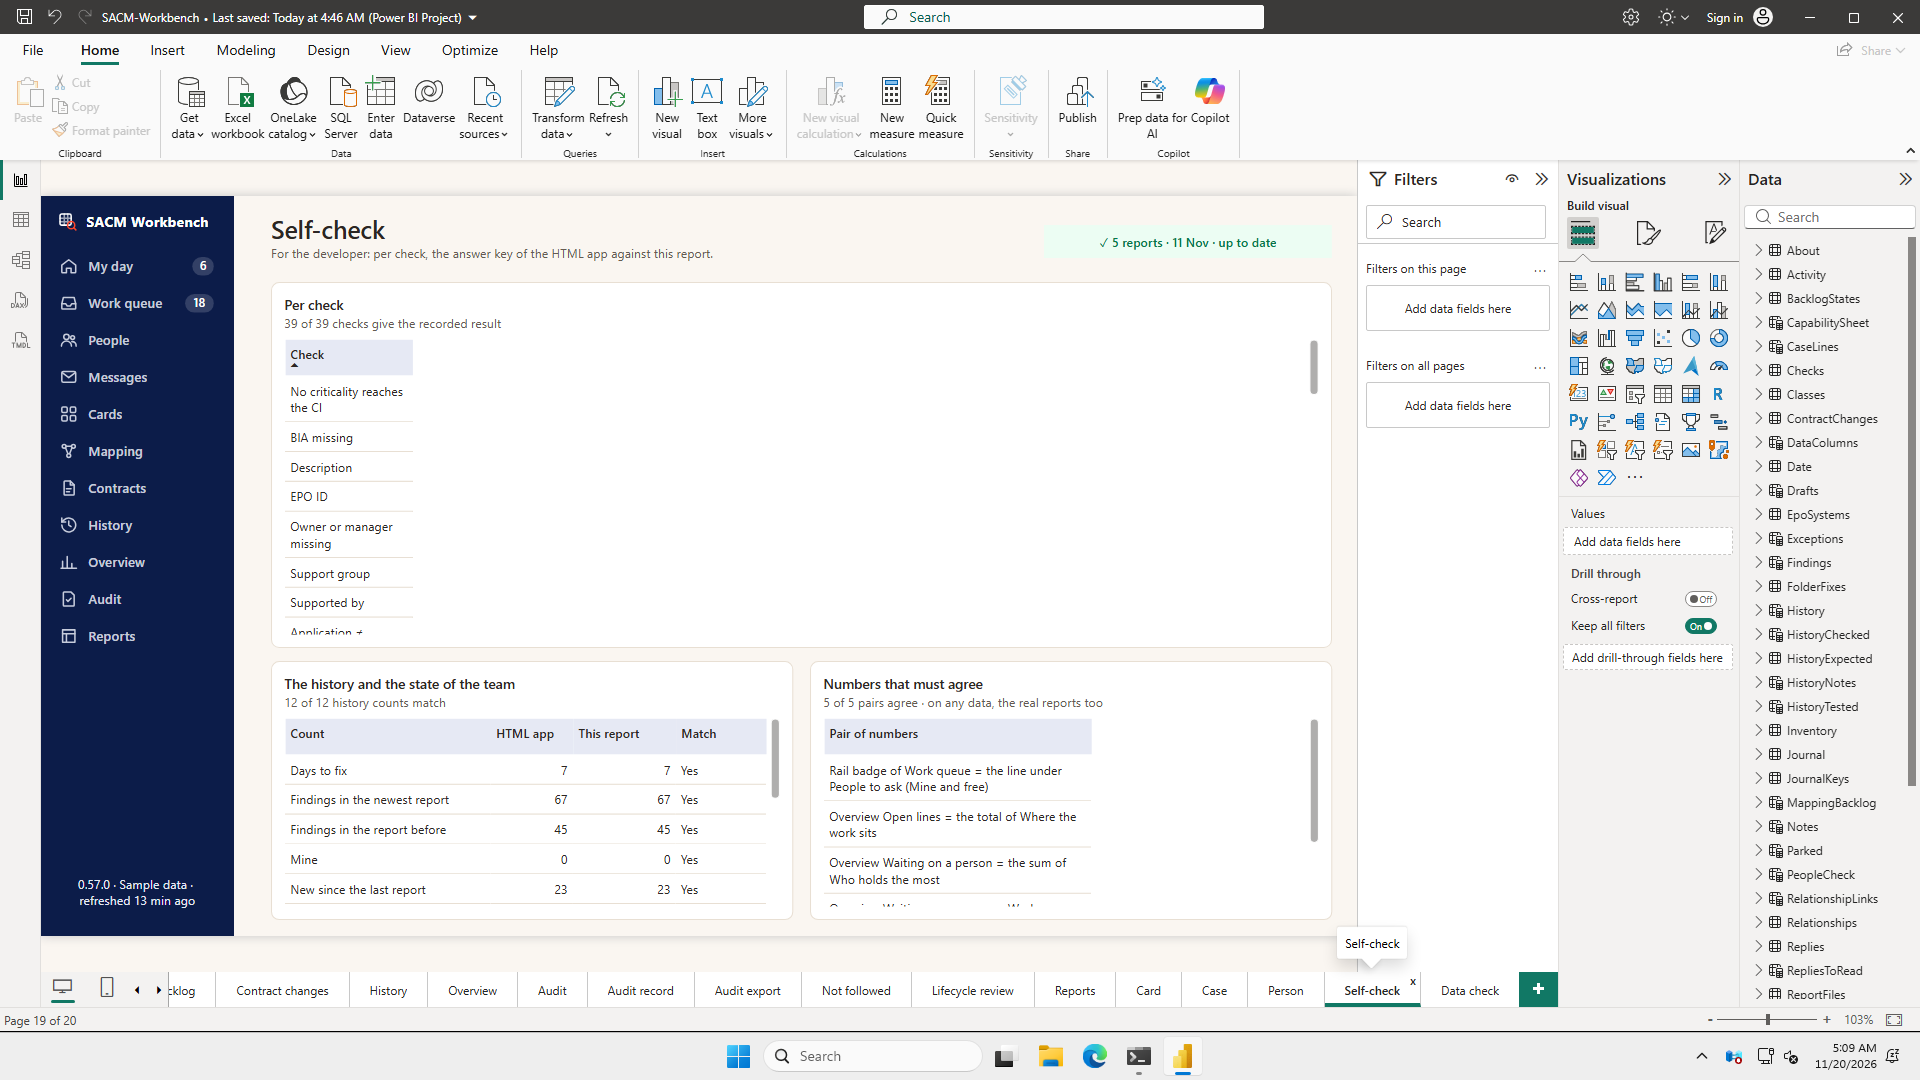 SACM-Workbench • Last saved: Today at 4:46 AM (Power BI Project)
Search
Sign in
File
Home
Insert
Modeling
Design
View
Optimize
Help
Share
Paste
Cut
Copy
Format painter
Clipboard
Get data
Excel workbook
OneLake catalog
SQL Server
Enter data
Dataverse
Recent sources
Data
Transform data
Refresh
Queries
New visual
Text box
More visuals
Insert
New visual calculation
New measure
Quick measure
Calculations
Sensitivity
Sensitivity
Publish
Share
Prep data for AI
Copilot
Copilot
SACM Workbench
My day 6
Work queue 18
People
Messages
Cards
Mapping
Contracts
History
Overview
Audit
Reports
0.57.0 · Sample data ·
refreshed 13 min ago
Self-check
For the developer: per check, the answer key of the HTML app against this report.
✓ 5 reports · 11 Nov · up to date
Per check
39 of 39 checks give the recorded result
Check
No criticality reaches
the CI
BIA missing
Description
EPO ID
Owner or manager
missing
Support group
Supported by
Application ≠
The history and the state of the team
12 of 12 history counts match
Count HTML app This report Match
Days to fix 7 7 Yes
Findings in the newest report 67 67 Yes
Findings in the report before 45 45 Yes
Mine 0 0 Yes
New since the last report 23 23 Yes
Numbers that must agree
5 of 5 pairs agree · on any data, the real reports too
Pair of numbers
Rail badge of Work queue = the line under
People to ask (Mine and free)
Overview Open lines = the total of Where the
work sits
Overview Waiting on a person = the sum of
Who holds the most
Filters
Search
Filters on this page
Add data fields here
Filters on all pages
Add data fields here
Visualizations
Build visual
Values
Add data fields here
Drill through
Cross-report Off
Keep all filters On
Add drill-through fields here
Data
Search
About
Activity
BacklogStates
CapabilitySheet
CaseLines
Checks
Classes
ContractChanges
DataColumns
Date
Drafts
EpoSystems
Exceptions
Findings
FolderFixes
History
HistoryChecked
HistoryExpected
HistoryNotes
HistoryTested
Inventory
Journal
JournalKeys
MappingBacklog
Notes
Parked
PeopleCheck
RelationshipLinks
Relationships
Replies
RepliesToRead
ReportFiles
Self-check
cklog
Contract changes
History
Overview
Audit
Audit record
Audit export
Not followed
Lifecycle review
Reports
Card
Case
Person
Self-check
Data check
Page 19 of 20
103%
Search
5:09 AM
11/20/2026